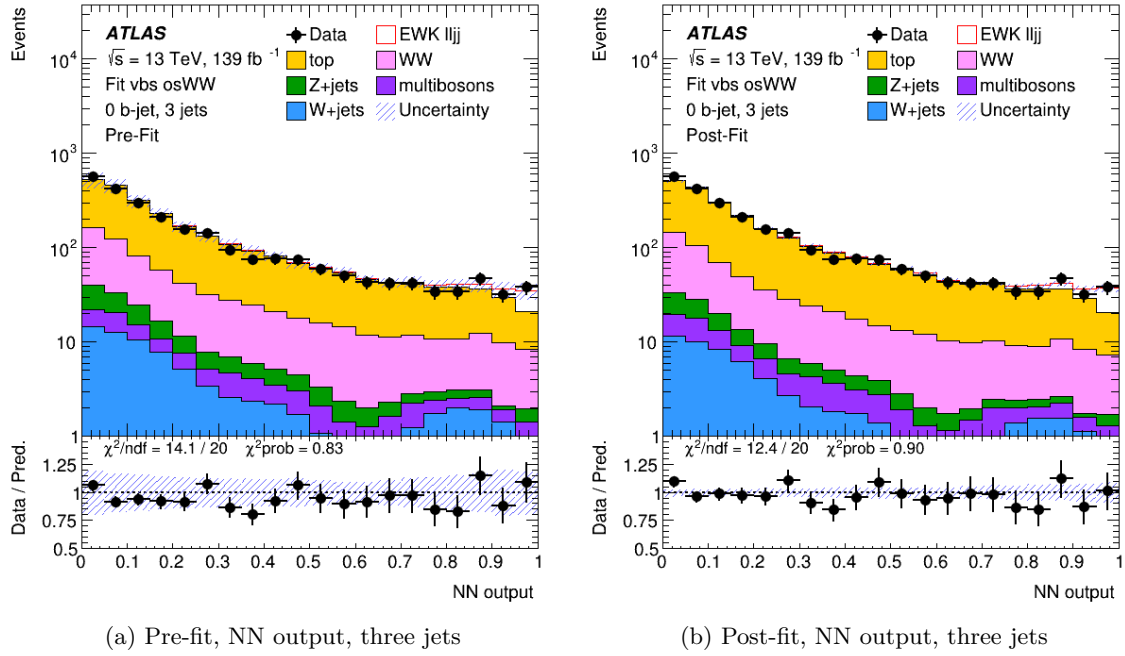 Events
10⁴
10³
10²
10
1
ATLAS
√s = 13 TeV, 139 fb ⁻¹
Fit vbs osWW
0 b-jet, 3 jets
Pre-Fit
Data
top
Z+jets
W+jets
EWK lljj
WW
multibosons
Uncertainty
χ²/ndf = 14.1 / 20 χ²prob = 0.83
Data / Pred.
1.25
1
0.75
0.5
0 0.1 0.2 0.3 0.4 0.5 0.6 0.7 0.8 0.9 1
NN output
(a) Pre-fit, NN output, three jets
Events
10⁴
10³
10²
10
1
ATLAS
√s = 13 TeV, 139 fb ⁻¹
Fit vbs osWW
0 b-jet, 3 jets
Post-Fit
Data
top
Z+jets
W+jets
EWK lljj
WW
multibosons
Uncertainty
χ²/ndf = 12.4 / 20 χ²prob = 0.90
Data / Pred.
1.25
1
0.75
0.5
0 0.1 0.2 0.3 0.4 0.5 0.6 0.7 0.8 0.9 1
NN output
(b) Post-fit, NN output, three jets